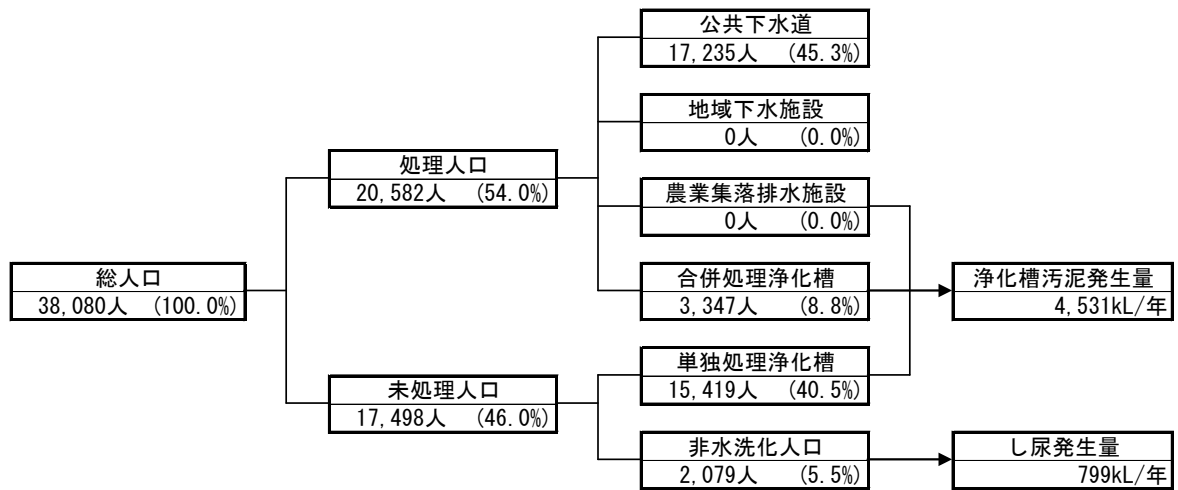 総人口
38,080人 (100.0%)
処理人口
20,582人 (54.0%)
未処理人口
17,498人 (46.0%)
公共下水道
17,235人 (45.3%)
地域下水施設
0人 (0.0%)
農業集落排水施設
0人 (0.0%)
合併処理浄化槽
3,347人 (8.8%)
単独処理浄化槽
15,419人 (40.5%)
非水洗化人口
2,079人 (5.5%)
浄化槽汚泥発生量
4,531kL/年
し尿発生量
799kL/年